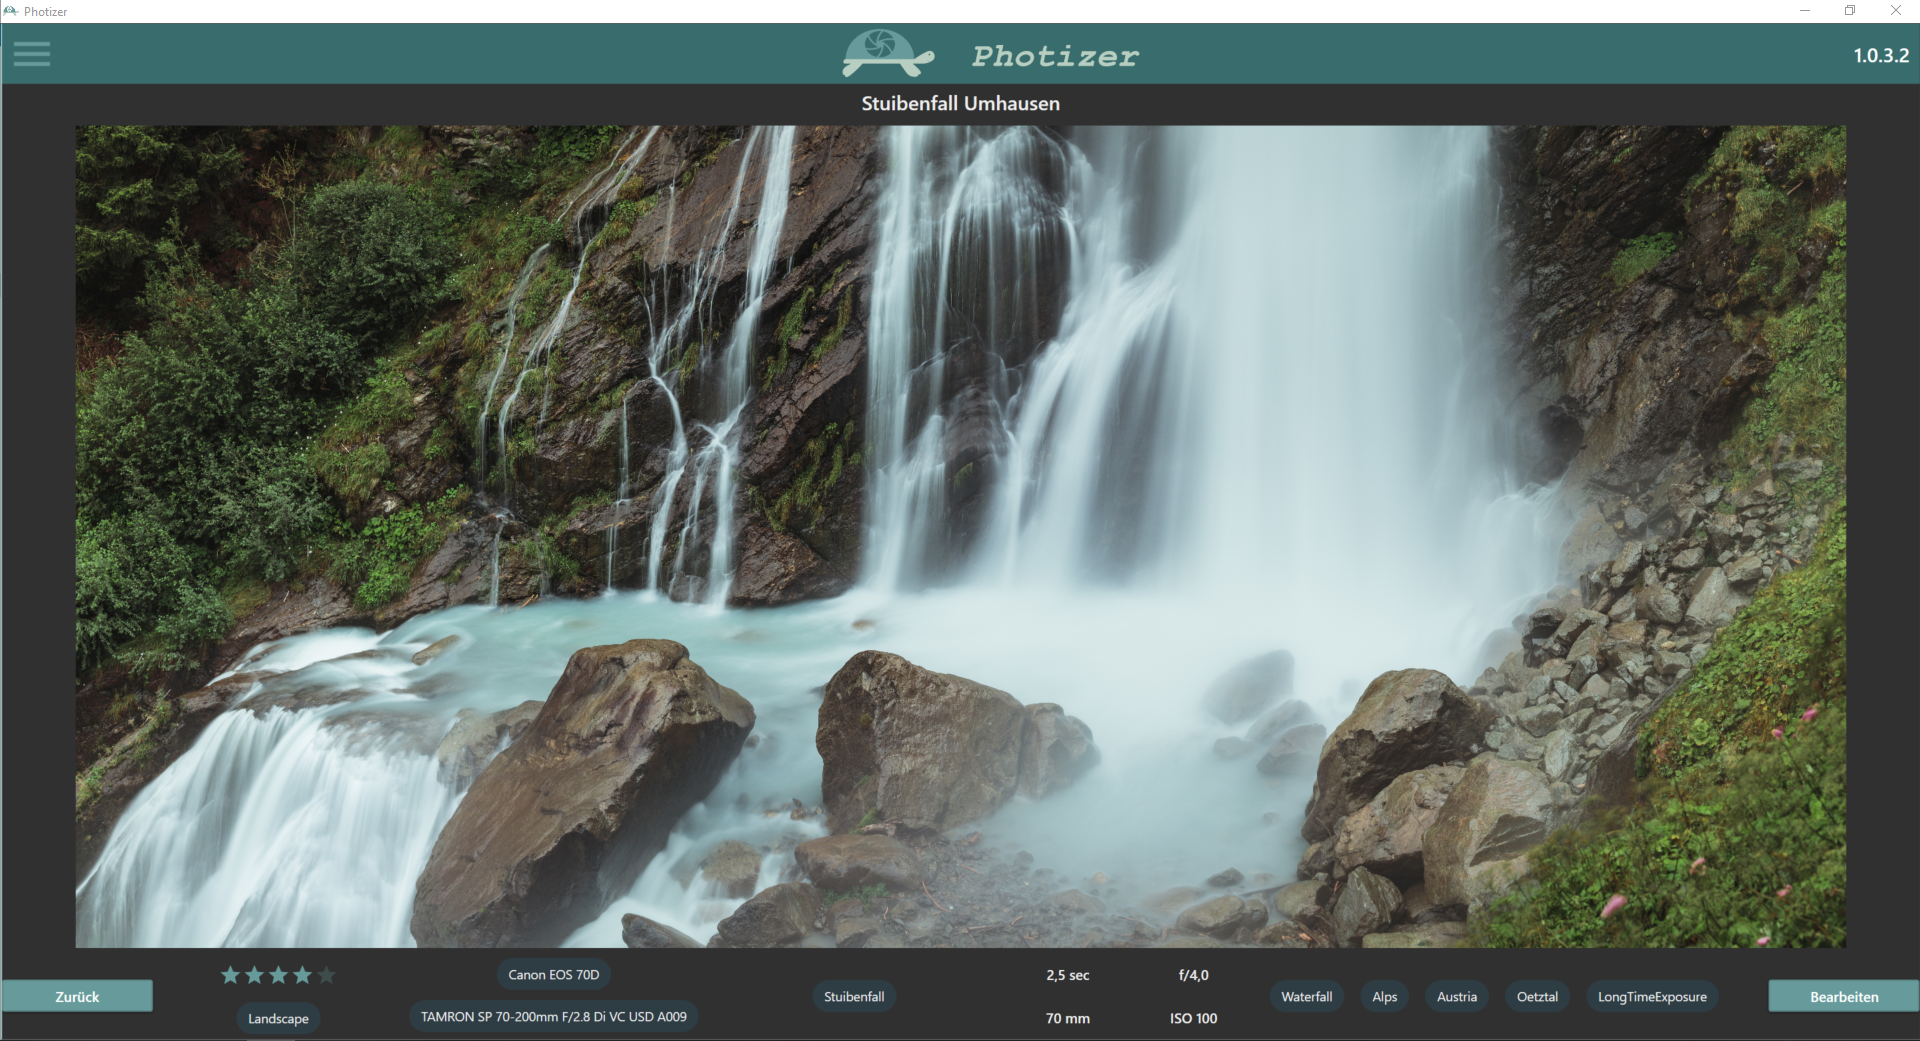 Photizer
Photizer
1.0.3.2
Stuibenfall Umhausen
Zurück
Landscape
Canon EOS 70D
TAMRON SP 70-200mm F/2.8 Di VC USD A009
Stuibenfall
2,5 sec
f/4,0
70 mm
ISO 100
Waterfall
Alps
Austria
Oetztal
LongTimeExposure
Bearbeiten